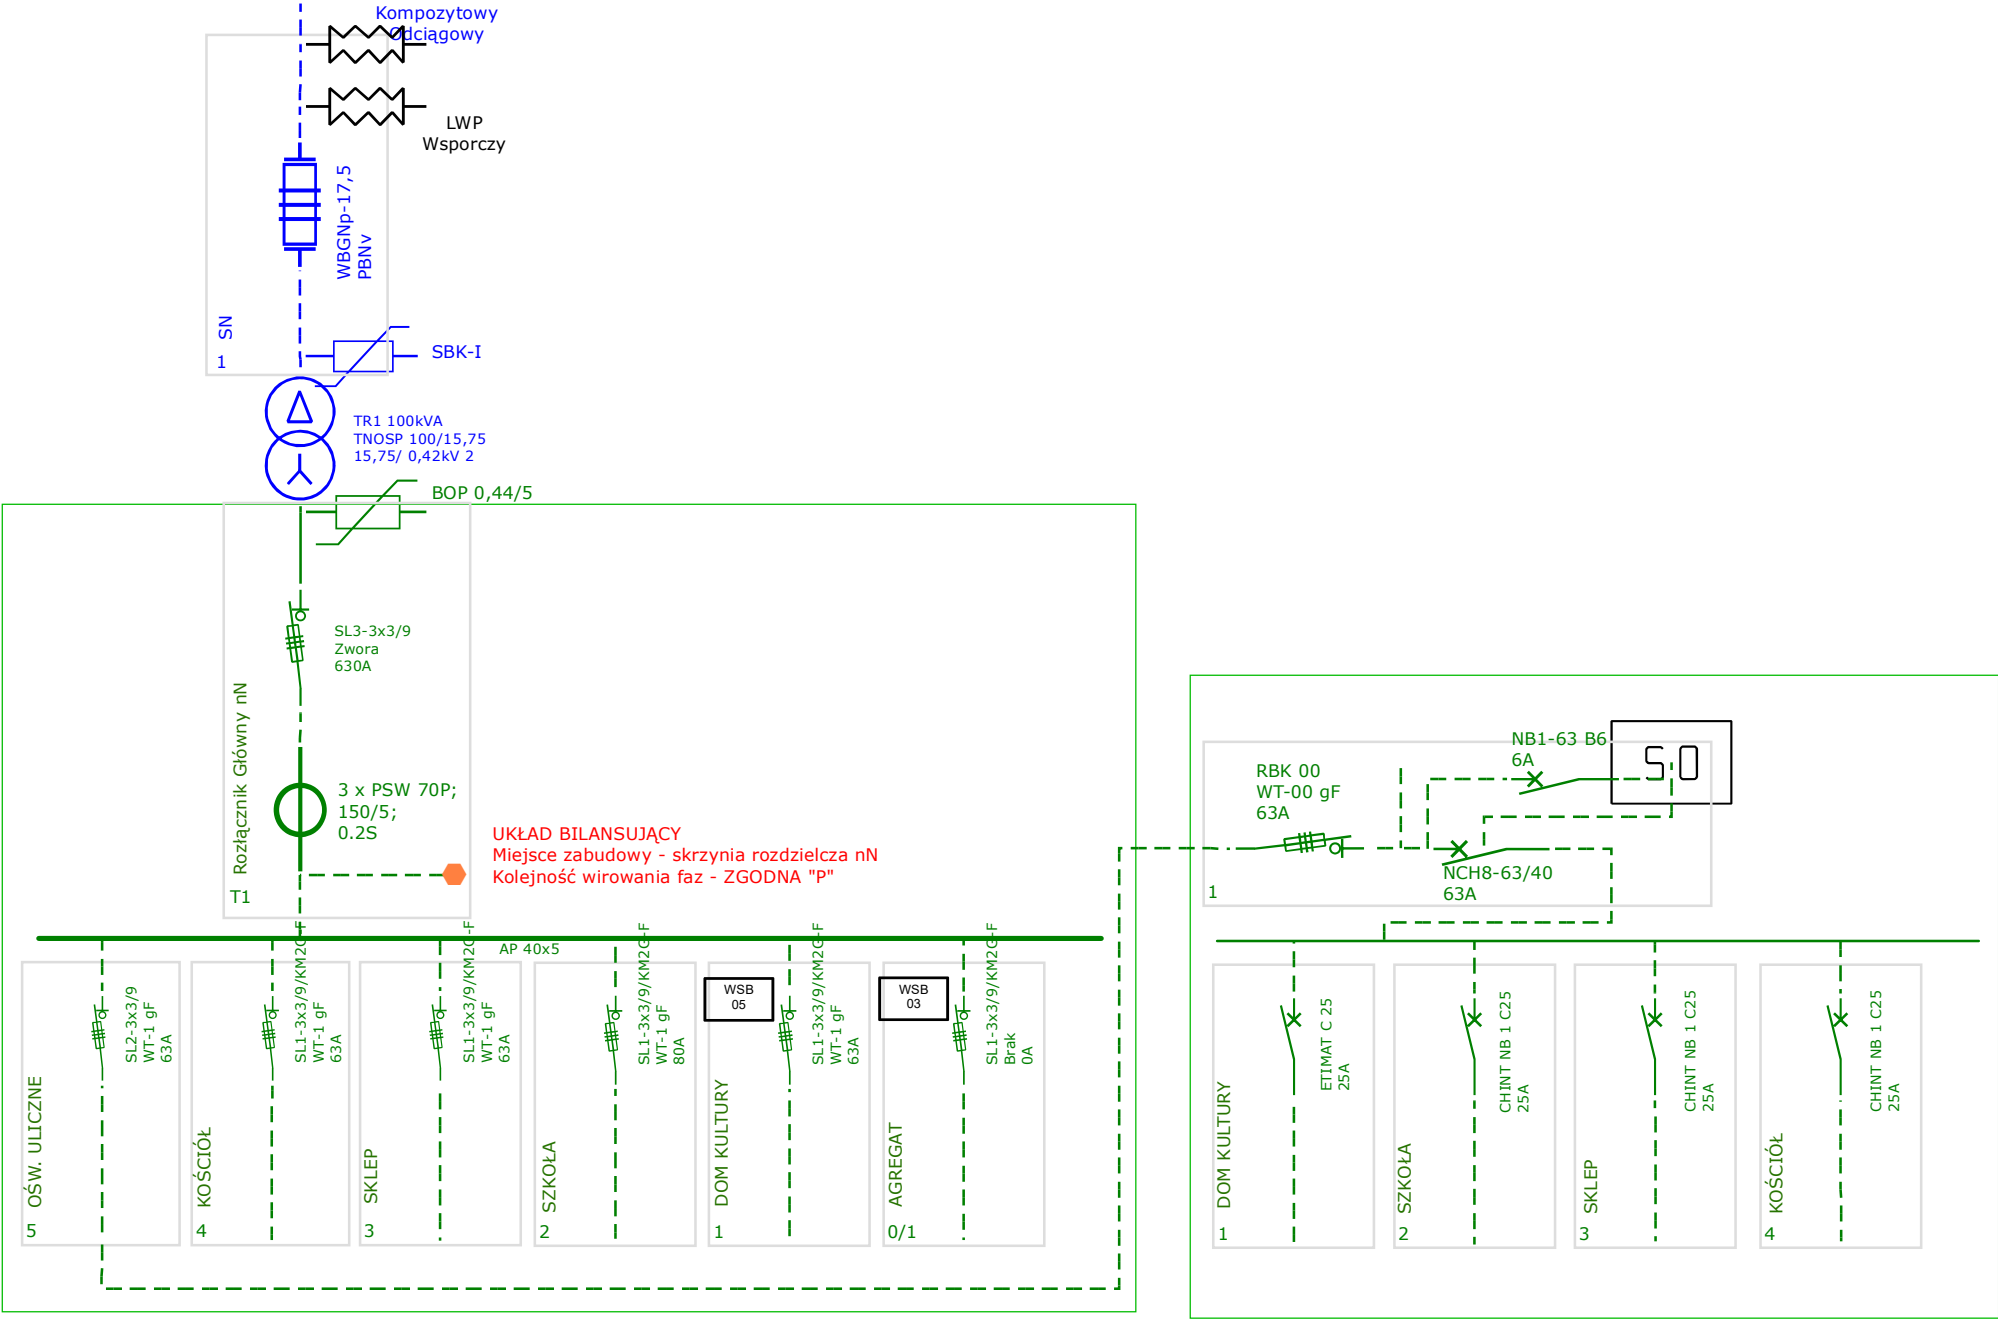 Kompozytowy
Odciągowy
LWP
Wsporczy
WBGNp-17,5
PBNv
SN
1
SBK-I
TR1 100kVA
TNOSP 100/15,75
15,75/ 0,42kV 2
BOP 0,44/5
SL3-3x3/9
Zwora
630A
Rozłącznik Główny nN
T1
3 x PSW 70P;
150/5;
0.2S
UKŁAD BILANSUJĄCY
Miejsce zabudowy - skrzynia rozdzielcza nN
Kolejność wirowania faz - ZGODNA "P"
AP 40x5
OŚW. ULICZNE
5
SL2-3x3/9
WT-1 gF
63A
KOŚCIÓŁ
4
SL1-3x3/9/KM2G-F
WT-1 gF
63A
SKLEP
3
SL1-3x3/9/KM2G-F
WT-1 gF
63A
SZKOŁA
2
SL1-3x3/9/KM2G-F
WT-1 gF
80A
WSB
05
DOM KULTURY
1
SL1-3x3/9/KM2G-F
WT-1 gF
63A
WSB
03
AGREGAT
0/1
SL1-3x3/9/KM2G-F
Brak
0A
RBK 00
WT-00 gF
63A
NB1-63 B6
6A
SO
NCH8-63/40
63A
1
DOM KULTURY
1
ETIMAT C 25
25A
SZKOŁA
2
CHINT NB 1 C25
25A
SKLEP
3
CHINT NB 1 C25
25A
KOŚCIÓŁ
4
CHINT NB 1 C25
25A